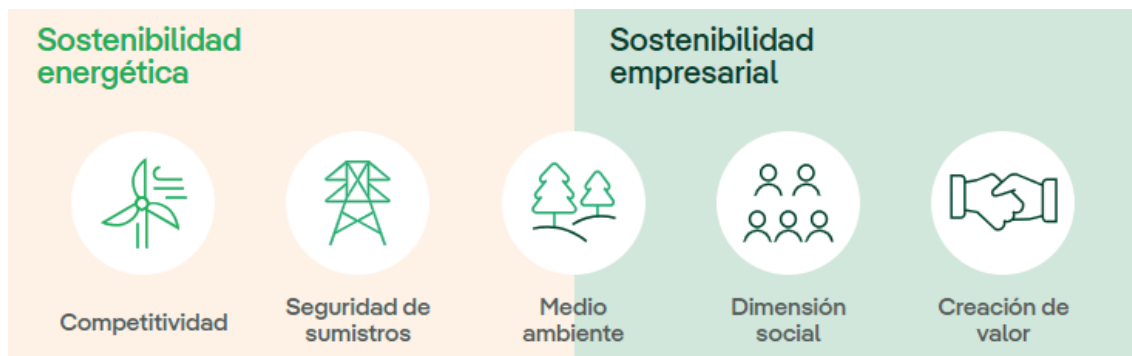 Sostenibilidad
energética
Sostenibilidad
empresarial
Competitividad
Seguridad de
sumistros
Medio
ambiente
Dimensión
social
Creación de
valor